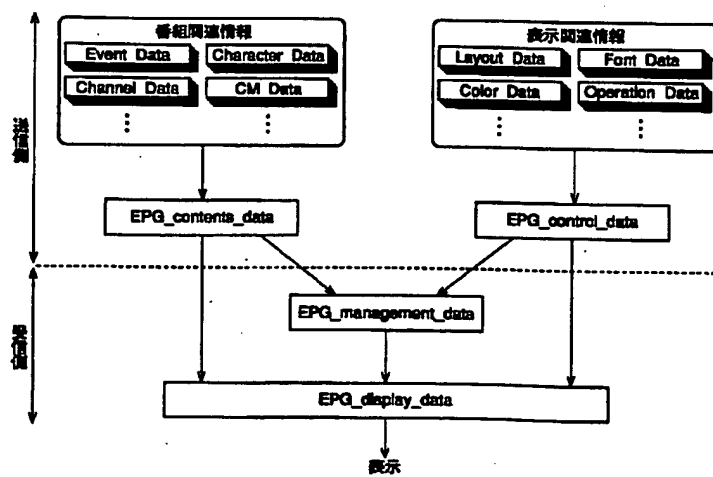 番組関連情報
Event Data
Character Data
Channel Data
CM Data
表示関連情報
Layout Data
Font Data
Color Data
Operation Data
送信側
EPG_contents_data
EPG_control_data
受信側
EPG_management_data
EPG_display_data
表示